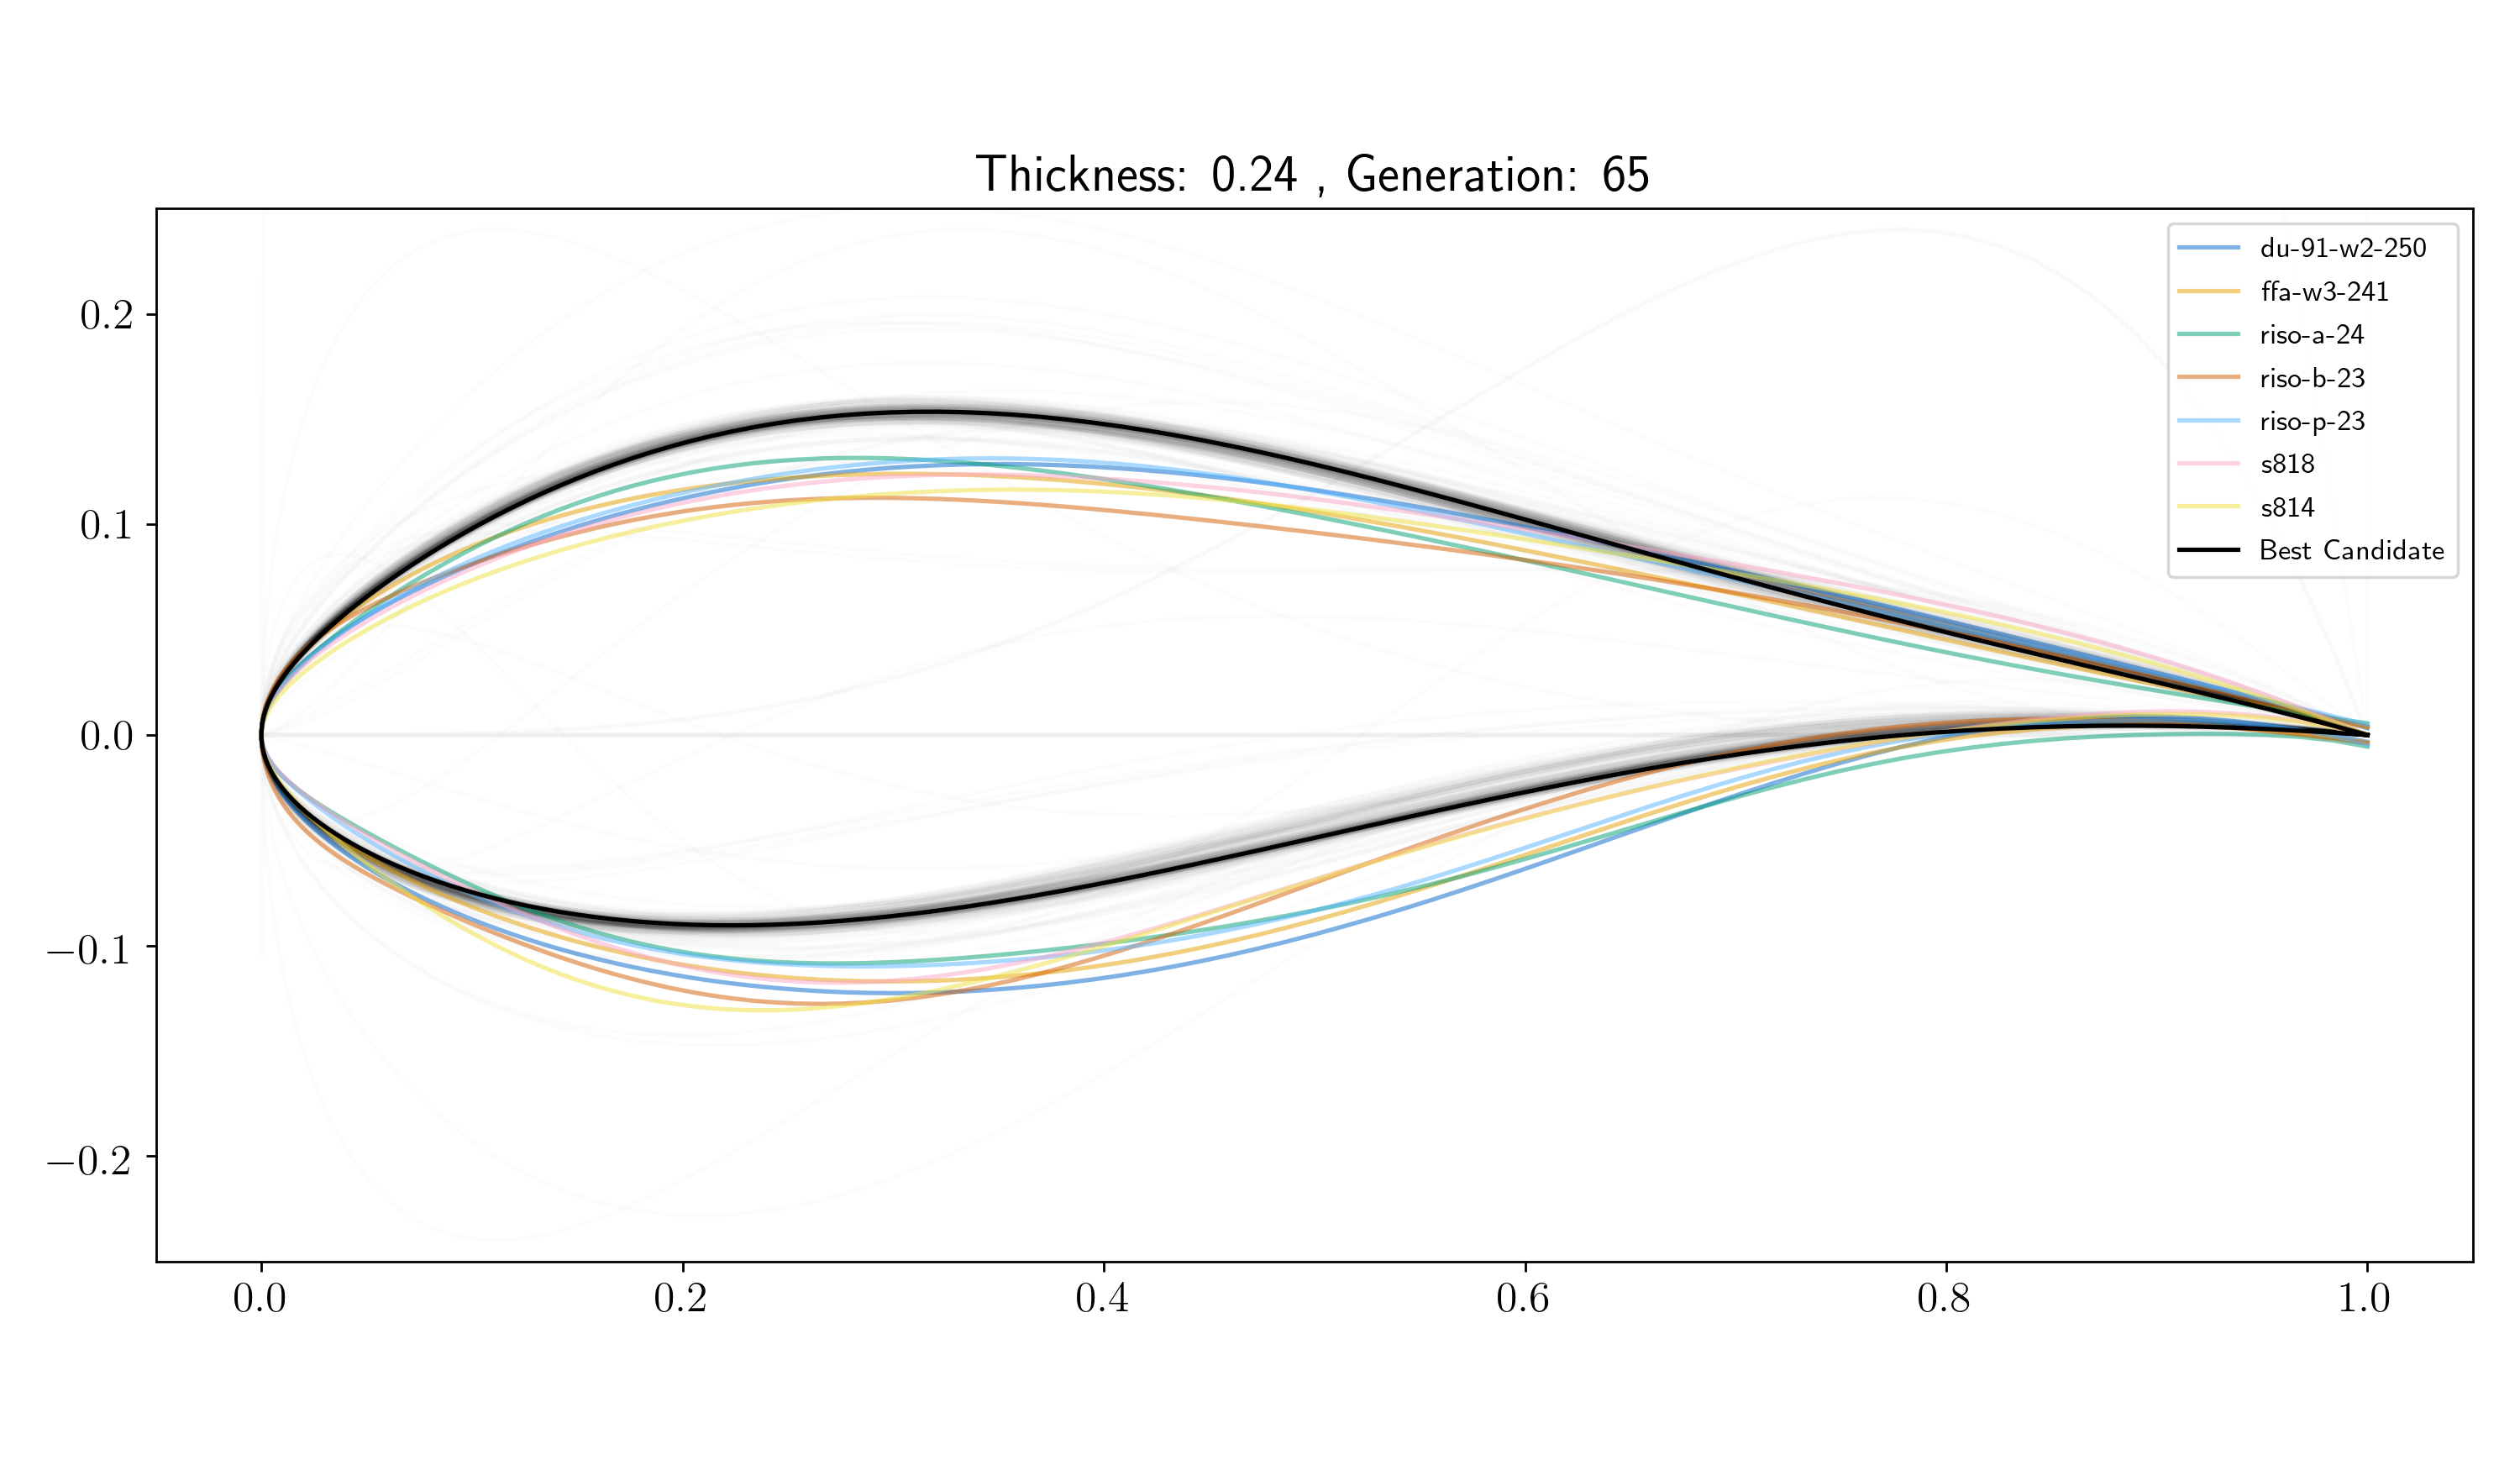 Thickness: 0.24 , Generation: 65
du-91-w2-250
ffa-w3-241
riso-a-24
riso-b-23
riso-p-23
s818
s814
Best Candidate
0.2
0.1
0.0
−0.1
−0.2
0.0 0.2 0.4 0.6 0.8 1.0